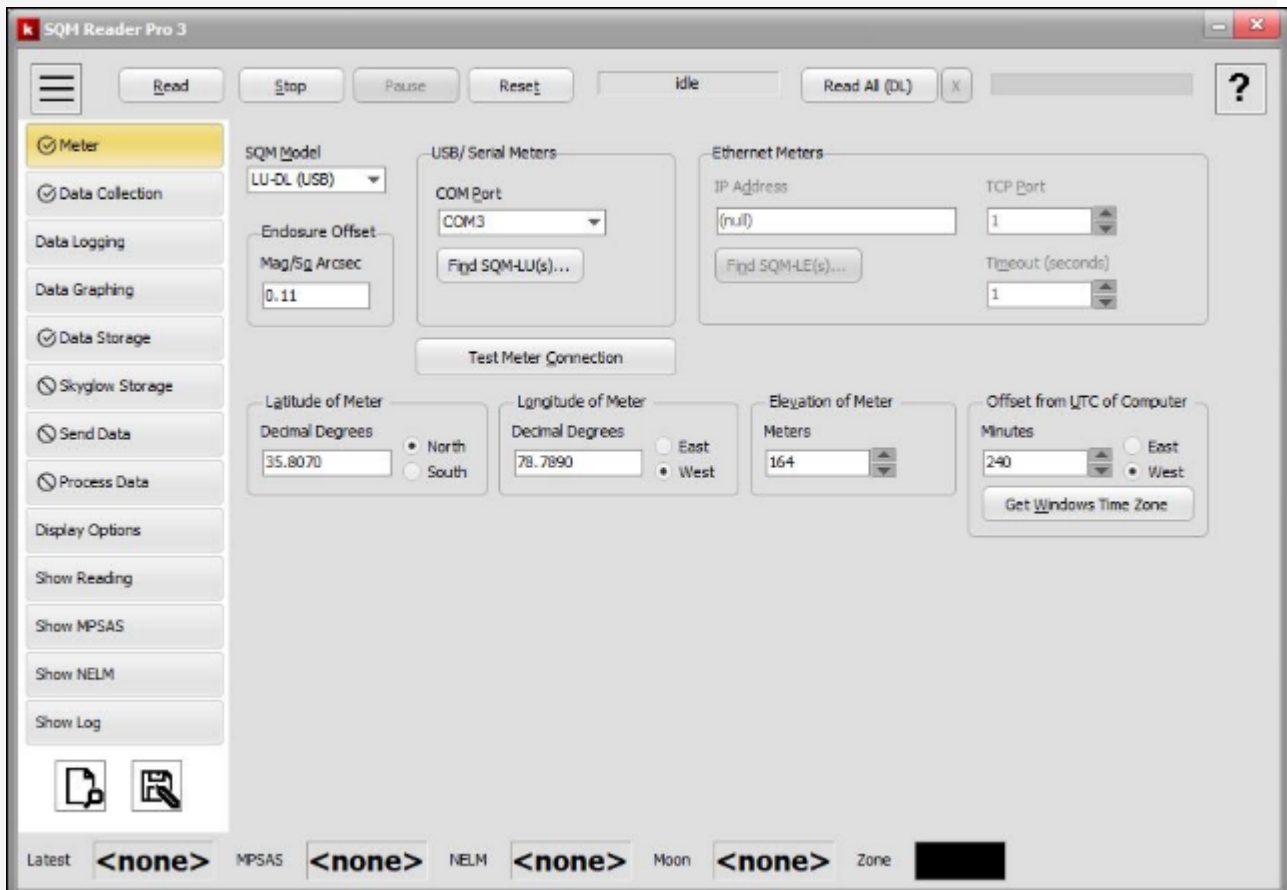 k SQM Reader Pro 3
Read Stop Pause Reset idle Read All (DL) X ?
Meter
Data Collection
Data Logging
Data Graphing
Data Storage
Skyglow Storage
Send Data
Process Data
Display Options
Show Reading
Show MPSAS
Show NELM
Show Log
SQM Model
LU-DL (USB)
Enclosure Offset
Mag/Sq Arcsec
0.11
USB/ Serial Meters
COM Port
COM3
Find SQM-LU(s)...
Ethernet Meters
IP Address
(null)
Find SQM-LE(s)...
TCP Port
1
Timeout (seconds)
1
Test Meter Connection
Latitude of Meter
Decimal Degrees
35.8070
North
South
Longitude of Meter
Decimal Degrees
78.7890
East
West
Elevation of Meter
Meters
164
Offset from UTC of Computer
Minutes
240
East
West
Get Windows Time Zone
Latest <none> MPSAS <none> NELM <none> Moon <none> Zone